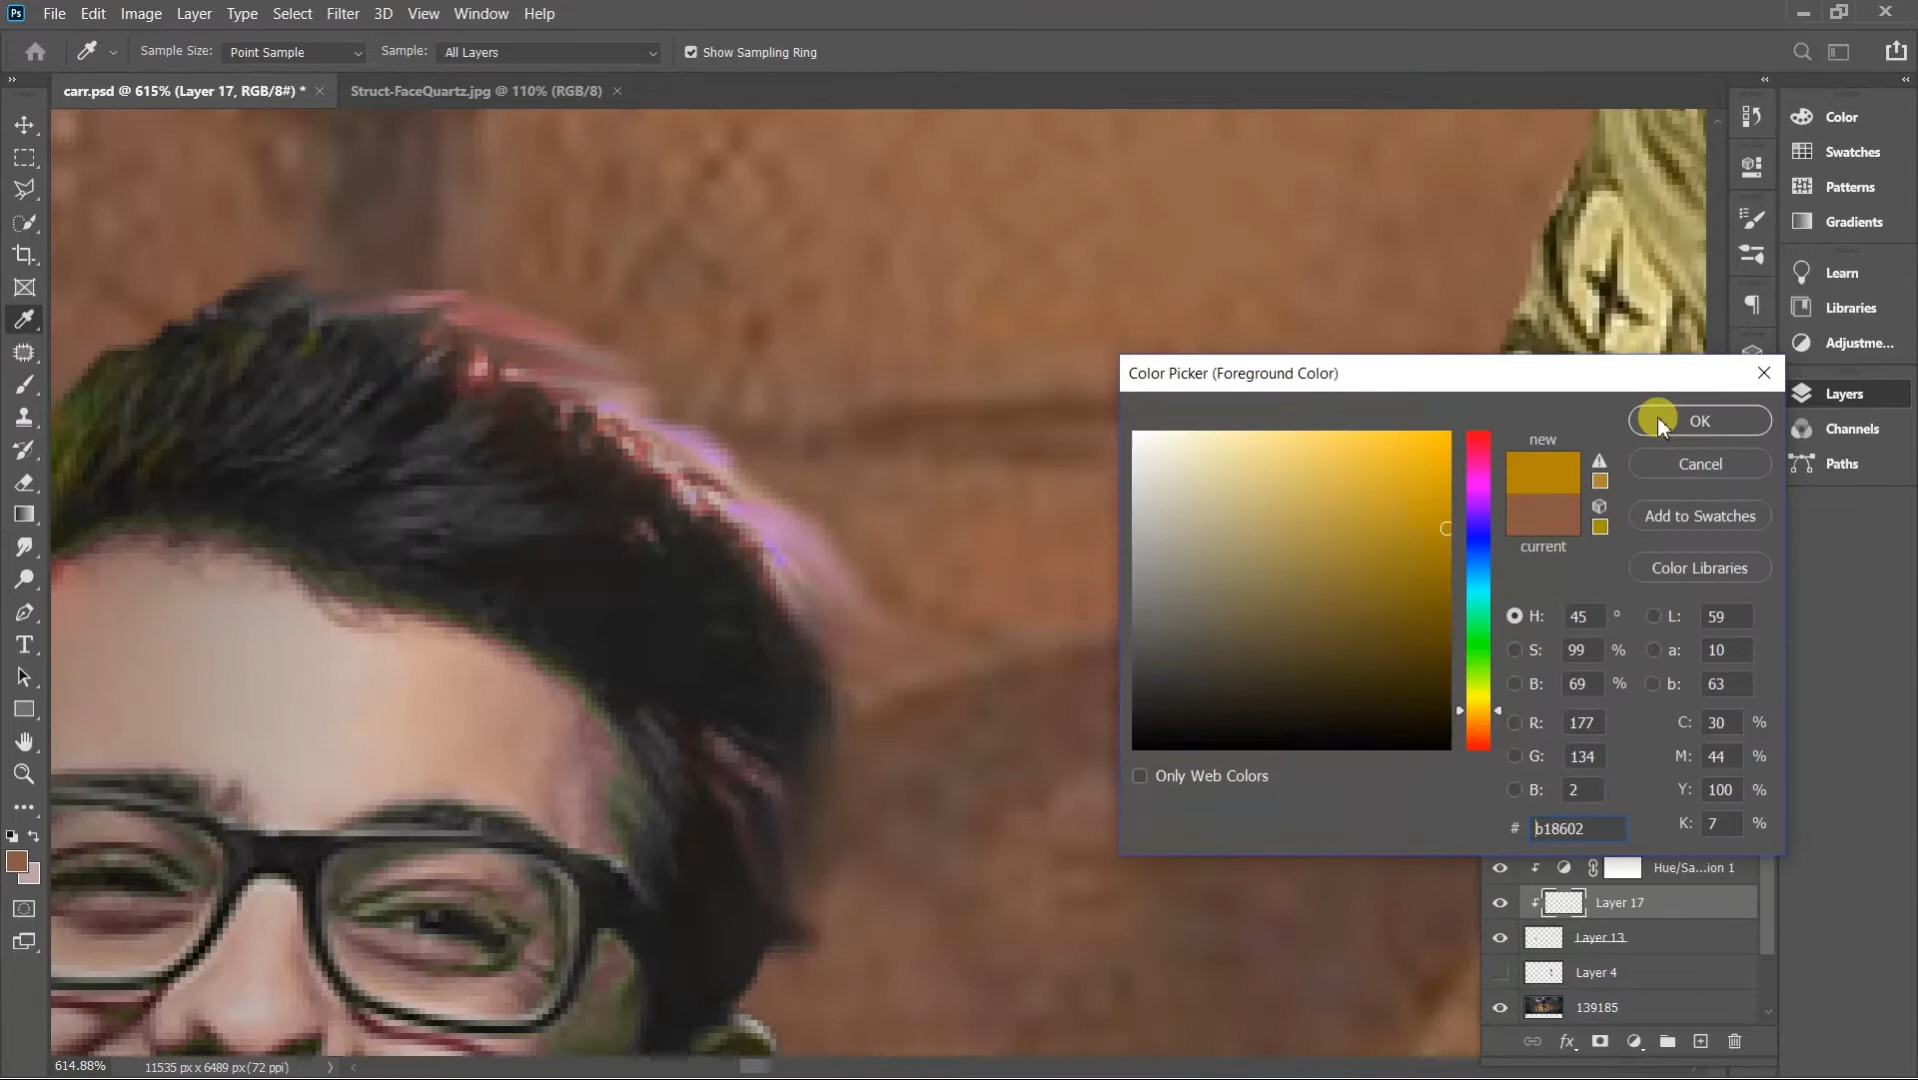 Ps File Edit Image Layer Type Select Filter 3D View Window Help
Sample Size: Point Sample Sample: All Layers Show Sampling Ring
carr.psd @ 615% (Layer 17, RGB/8#) * Struct-FaceQuartz.jpg @ 110% (RGB/8)
Color
Swatches
Patterns
Gradients
Learn
Libraries
Adjustme...
Layers
Channels
Paths
Color Picker (Foreground Color)
new
current
OK
Cancel
Add to Swatches
Color Libraries
H: 45 ° L: 59
S: 99 % a: 10
B: 69 % b: 63
R: 177 C: 30 %
G: 134 M: 44 %
B: 2 Y: 100 %
# b18602 K: 7 %
Only Web Colors
Hue/Sa...ion 1
Layer 17
Layer 13
Layer 4
139185
fx
614.88% 11535 px x 6489 px (72 ppi)